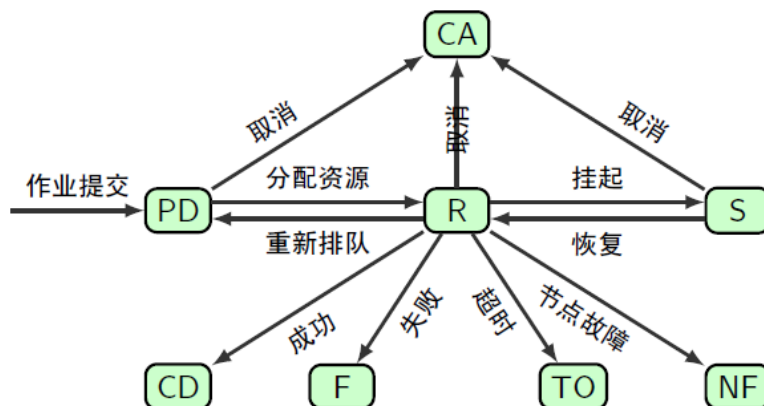 CA
取消
取消
取消
作业提交
分配资源
挂起
PD
R
S
重新排队
恢复
成功
失败
超时
节点故障
CD
F
TO
NF